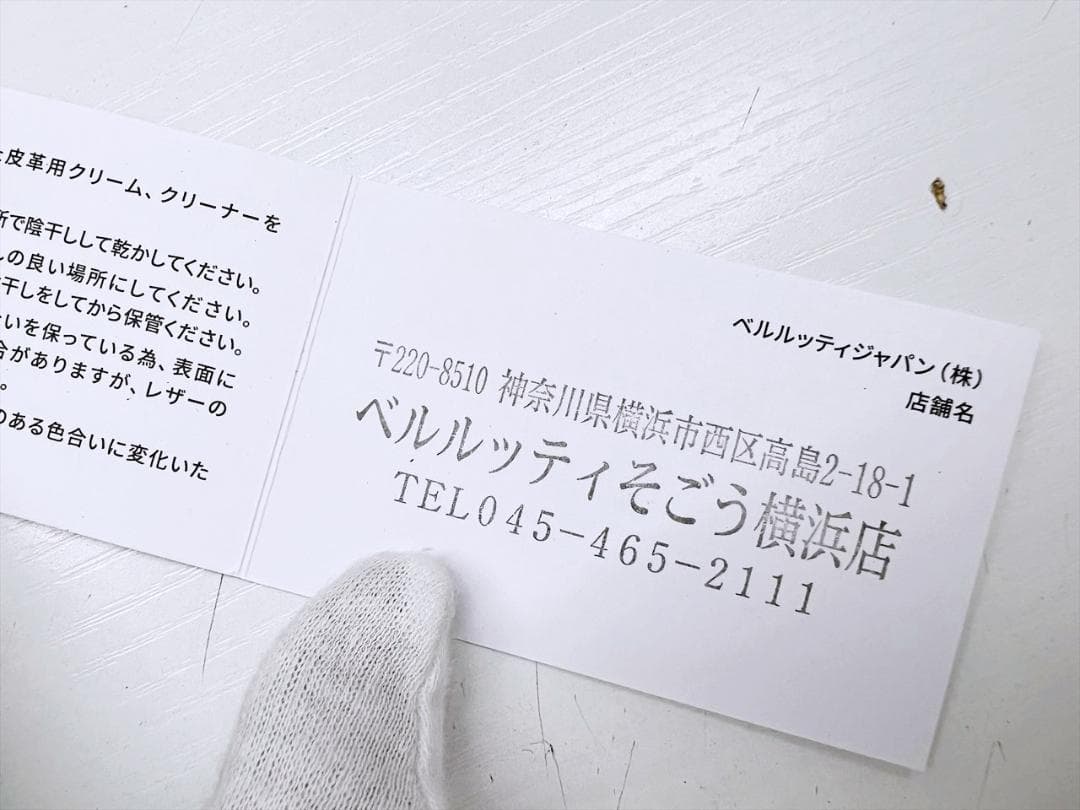 皮革用クリーム、クリーナーを
所で陰干しして乾かしてください。
しの良い場所にしてください。
干しをしてから保管ください。
いを保っている為、表面に
合がありますが、レザーの
。
のある色合いに変化いた
ベルルッティジャパン（株）
店舗名
〒220-8510 神奈川県横浜市西区高島2-18-1
ベルルッティそごう横浜店
TEL045-465-2111